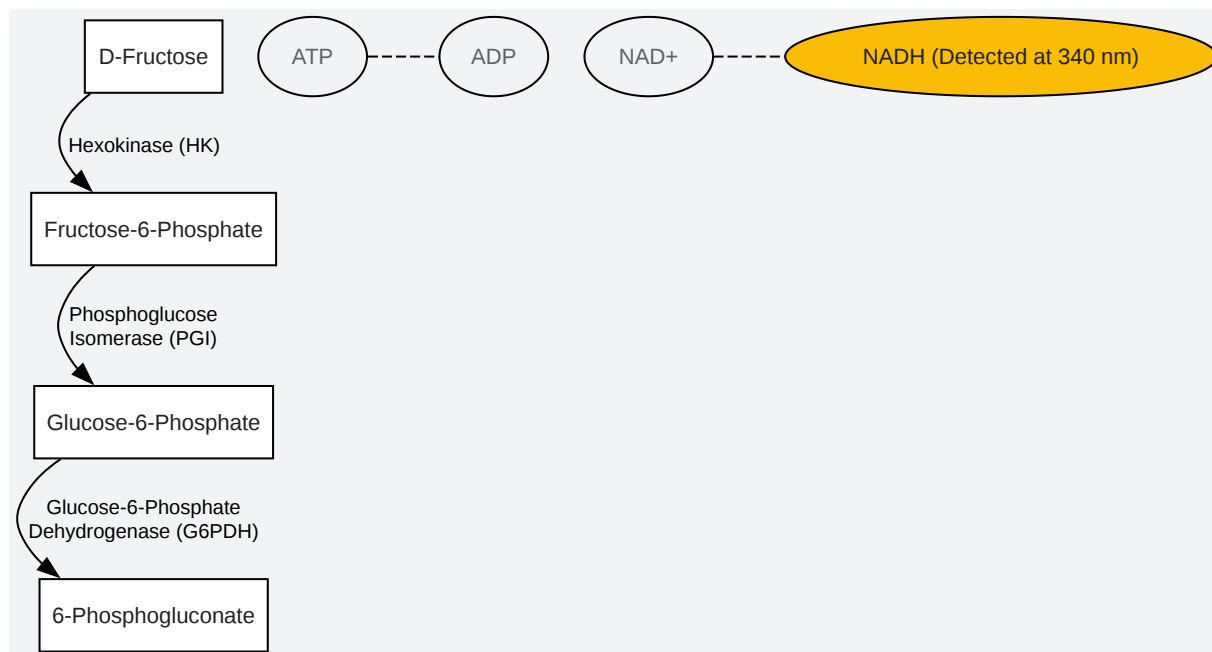 D-Fructose
ATP
ADP
NAD+
NADH (Detected at 340 nm)
Hexokinase (HK)
Fructose-6-Phosphate
Phosphoglucose
Isomerase (PGI)
Glucose-6-Phosphate
Glucose-6-Phosphate
Dehydrogenase (G6PDH)
6-Phosphogluconate